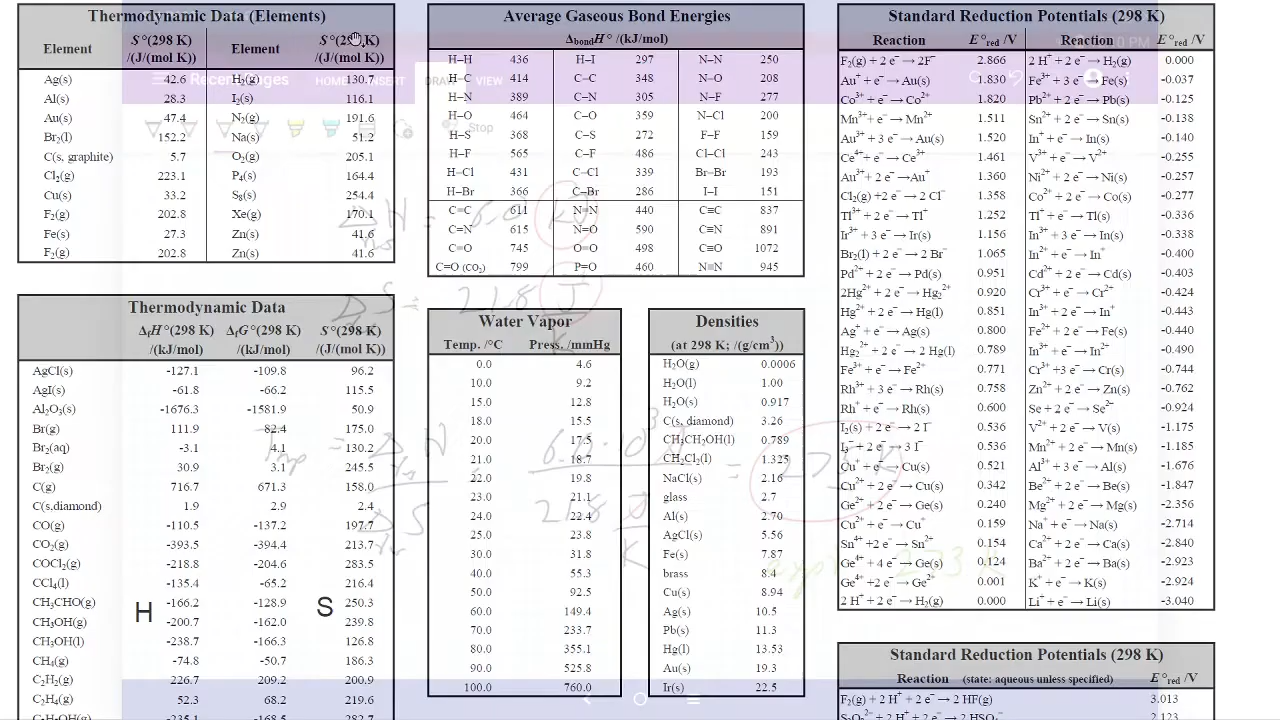 Thermodynamic Data (Elements)
Element S°(298 K) /(J/(mol K)) Element S°(298 K) /(J/(mol K))
Ag(s) 42.6 H₂(g) 130.7
Al(s) 28.3 I₂(s) 116.1
Au(s) 47.4 N₂(g) 191.6
Br₂(l) 152.2 Na(s) 51.2
C(s, graphite) 5.7 O₂(g) 205.1
Cl₂(g) 223.1 P₄(s) 164.4
Cu(s) 33.2 S₈(s) 254.4
F₂(g) 202.8 Xe(g) 170.1
Fe(s) 27.3 Zn(s) 41.6
F₂(g) 202.8 Zn(s) 41.6
Thermodynamic Data
ΔfH°(298 K) ΔfG°(298 K) S°(298 K)
/(kJ/mol) /(kJ/mol) /(J/(mol K))
AgCl(s) -127.1 -109.8 96.2
AgI(s) -61.8 -66.2 115.5
Al₂O₃(s) -1676.3 -1581.9 50.9
Br(g) 111.9 82.4 175.0
Br₂(aq) -3.1 4.1 130.2
Br₂(g) 30.9 3.1 245.5
C(g) 716.7 671.3 158.0
C(s,diamond) 1.9 2.9 2.4
CO(g) -110.5 -137.2 197.7
CO₂(g) -393.5 -394.4 213.7
COCl₂(g) -218.8 -204.6 283.5
CCl₄(l) -135.4 -65.2 216.4
CH₃CHO(g) -166.2 -128.9 250.3
H S
CH₃OH(g) -200.7 -162.0 239.8
CH₃OH(l) -238.7 -166.3 126.8
CH₄(g) -74.8 -50.7 186.3
C₂H₂(g) 226.7 209.2 200.9
C₂H₄(g) 52.3 68.2 219.6
C₂H₅OH(g) -235.1 -168.5 282.7
Average Gaseous Bond Energies
ΔbondH° /(kJ/mol)
H–H 436 H–I 297 N–N 250
H–C 414 C–C 348 N–O 208
H–N 389 C–N 305 N–F 277
H–O 464 C–O 359 N–Cl 200
H–S 368 C–S 272 F–F 159
H–F 565 C–F 486 Cl–Cl 243
H–Cl 431 C–Cl 339 Br–Br 193
H–Br 366 C–Br 286 I–I 151
C=C 611 N=N 440 C≡C 837
C=N 615 N=O 590 C≡N 891
C=O 745 O=O 498 C≡O 1072
C=O (CO₂) 799 P=O 460 N≡N 945
Water Vapor
Temp. /°C Press. /mmHg
0.0 4.6
10.0 9.2
15.0 12.8
18.0 15.5
20.0 17.5
21.0 18.7
22.0 19.8
23.0 21.1
24.0 22.4
25.0 23.8
30.0 31.8
40.0 55.3
50.0 92.5
60.0 149.4
70.0 233.7
80.0 355.1
90.0 525.8
100.0 760.0
Densities
(at 298 K; /(g/cm³))
H₂O(g) 0.0006
H₂O(l) 1.00
H₂O(s) 0.917
C(s, diamond) 3.26
CH₃CH₂OH(l) 0.789
CH₂Cl₂(l) 1.325
NaCl(s) 2.16
glass 2.7
Al(s) 2.70
AgCl(s) 5.56
Fe(s) 7.87
brass 8.4
Cu(s) 8.94
Ag(s) 10.5
Pb(s) 11.3
Hg(l) 13.53
Au(s) 19.3
Ir(s) 22.5
Standard Reduction Potentials (298 K)
Reaction E°red /V Reaction E°red /V
F₂(g) + 2 e⁻ → 2F⁻ 2.866 2 H⁺ + 2 e⁻ → H₂(g) 0.000
Au⁺ + e⁻ → Au(s) 1.830 Fe³⁺ + 3 e⁻ → Fe(s) -0.037
Co³⁺ + e⁻ → Co²⁺ 1.820 Pb²⁺ + 2 e⁻ → Pb(s) -0.125
Mn³⁺ + e⁻ → Mn²⁺ 1.511 Sn²⁺ + 2 e⁻ → Sn(s) -0.138
Au³⁺ + 3 e⁻ → Au(s) 1.520 In⁺ + e⁻ → In(s) -0.140
Ce⁴⁺ + e⁻ → Ce³⁺ 1.461 V³⁺ + e⁻ → V²⁺ -0.255
Au³⁺ + 2 e⁻ → Au⁺ 1.360 Ni²⁺ + 2 e⁻ → Ni(s) -0.257
Cl₂(g) +2 e⁻ → 2 Cl⁻ 1.358 Co²⁺ + 2 e⁻ → Co(s) -0.277
Tl³⁺ + 2 e⁻ → Tl⁺ 1.252 Tl⁺ + e⁻ → Tl(s) -0.336
Ir³⁺ + 3 e⁻ → Ir(s) 1.156 In³⁺ + 3 e⁻ → In(s) -0.338
Br₂(l) + 2 e⁻ → 2 Br⁻ 1.065 In²⁺ + e⁻ → In⁺ -0.400
Pd²⁺ + 2 e⁻ → Pd(s) 0.951 Cd²⁺ + 2 e⁻ → Cd(s) -0.403
2Hg²⁺ + 2 e⁻ → Hg₂²⁺ 0.920 Cr³⁺ + e⁻ → Cr²⁺ -0.424
Hg²⁺ + 2 e⁻ → Hg(l) 0.851 In³⁺ + 2 e⁻ → In⁺ -0.443
Ag⁺ + e⁻ → Ag(s) 0.800 Fe²⁺ + 2 e⁻ → Fe(s) -0.440
Hg₂²⁺ + 2 e⁻ → 2 Hg(l) 0.789 In³⁺ + e⁻ → In²⁺ -0.490
Fe³⁺ + e⁻ → Fe²⁺ 0.771 Cr³⁺ +3 e⁻ → Cr(s) -0.744
Rh³⁺ + 3 e⁻ → Rh(s) 0.758 Zn²⁺ + 2 e⁻ → Zn(s) -0.762
Rh⁺ + e⁻ → Rh(s) 0.600 Se + 2 e⁻ → Se²⁻ -0.924
I₂(s) + 2 e⁻ → 2 I⁻ 0.536 V²⁺ + 2 e⁻ → V(s) -1.175
I₃⁻ + 2 e⁻ → 3 I⁻ 0.536 Mn²⁺ + 2 e⁻ → Mn(s) -1.185
Cu⁺ + e⁻ → Cu(s) 0.521 Al³⁺ + 3 e⁻ → Al(s) -1.676
Cu²⁺ + 2 e⁻ → Cu(s) 0.342 Be²⁺ + 2 e⁻ → Be(s) -1.847
Ge²⁺ + 2 e⁻ → Ge(s) 0.240 Mg²⁺ + 2 e⁻ → Mg(s) -2.356
Cu²⁺ + e⁻ → Cu⁺ 0.159 Na⁺ + e⁻ → Na(s) -2.714
Sn⁴⁺ +2 e⁻ → Sn²⁺ 0.154 Ca²⁺ + 2 e⁻ → Ca(s) -2.840
Ge⁴⁺ + 4 e⁻ → Ge(s) 0.124 Ba²⁺ + 2 e⁻ → Ba(s) -2.923
Ge⁴⁺ +2 e⁻ → Ge²⁺ 0.001 K⁺ + e⁻ → K(s) -2.924
2 H⁺ + 2 e⁻ → H₂(g) 0.000 Li⁺ + e⁻ → Li(s) -3.040
Standard Reduction Potentials (298 K)
Reaction (state: aqueous unless specified) E°red /V
F₂(g) + 2 H⁺ + 2 e⁻ → 2 HF(g) 3.013
S₂O₈²⁻ + 2 H⁺ + 2 e⁻ → 2 HSO₄⁻ 2.123
HOME INSERT DRAW VIEW
Stop
ΔH = 6.0 kJ
ΔS = 21.8 J/K
273 K